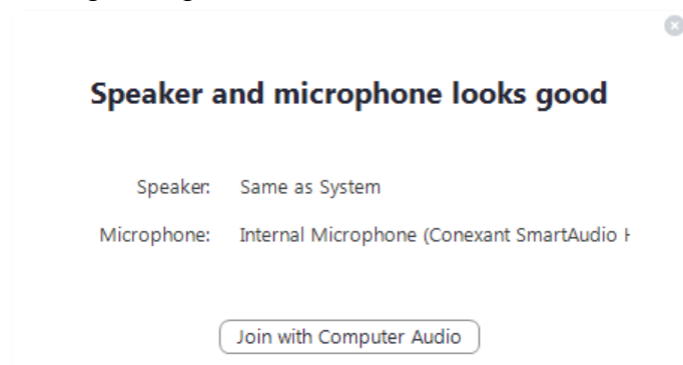 Speaker and microphone looks good
Speaker: Same as System
Microphone: Internal Microphone (Conexant SmartAudio
Join with Computer Audio